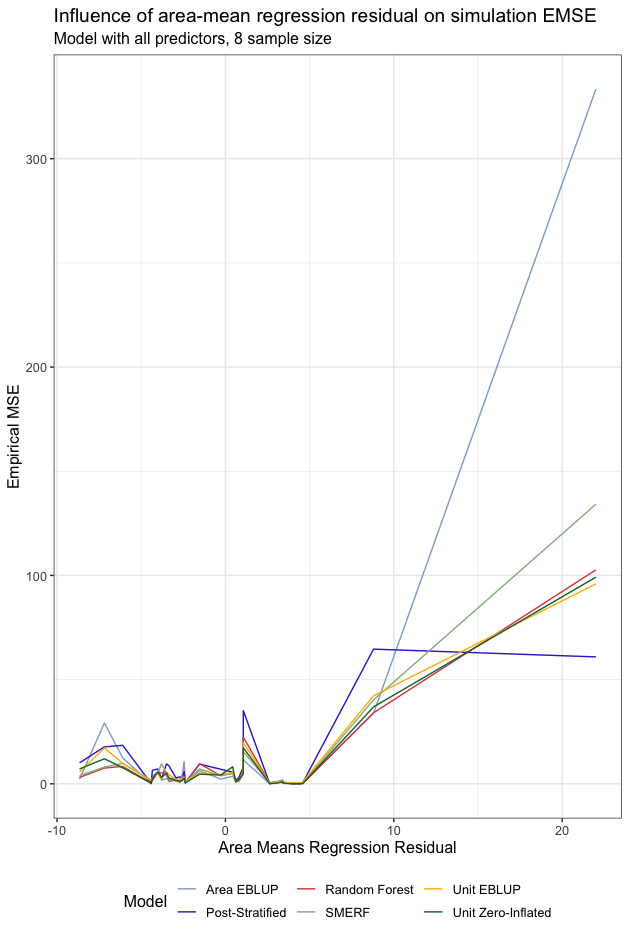 Influence of area-mean regression residual on simulation EMSE
Model with all predictors, 8 sample size
Empirical MSE
300
200
100
0
-10
0
10
20
Area Means Regression Residual
Model
Area EBLUP
Random Forest
Unit EBLUP
Post-Stratified
SMERF
Unit Zero-Inflated